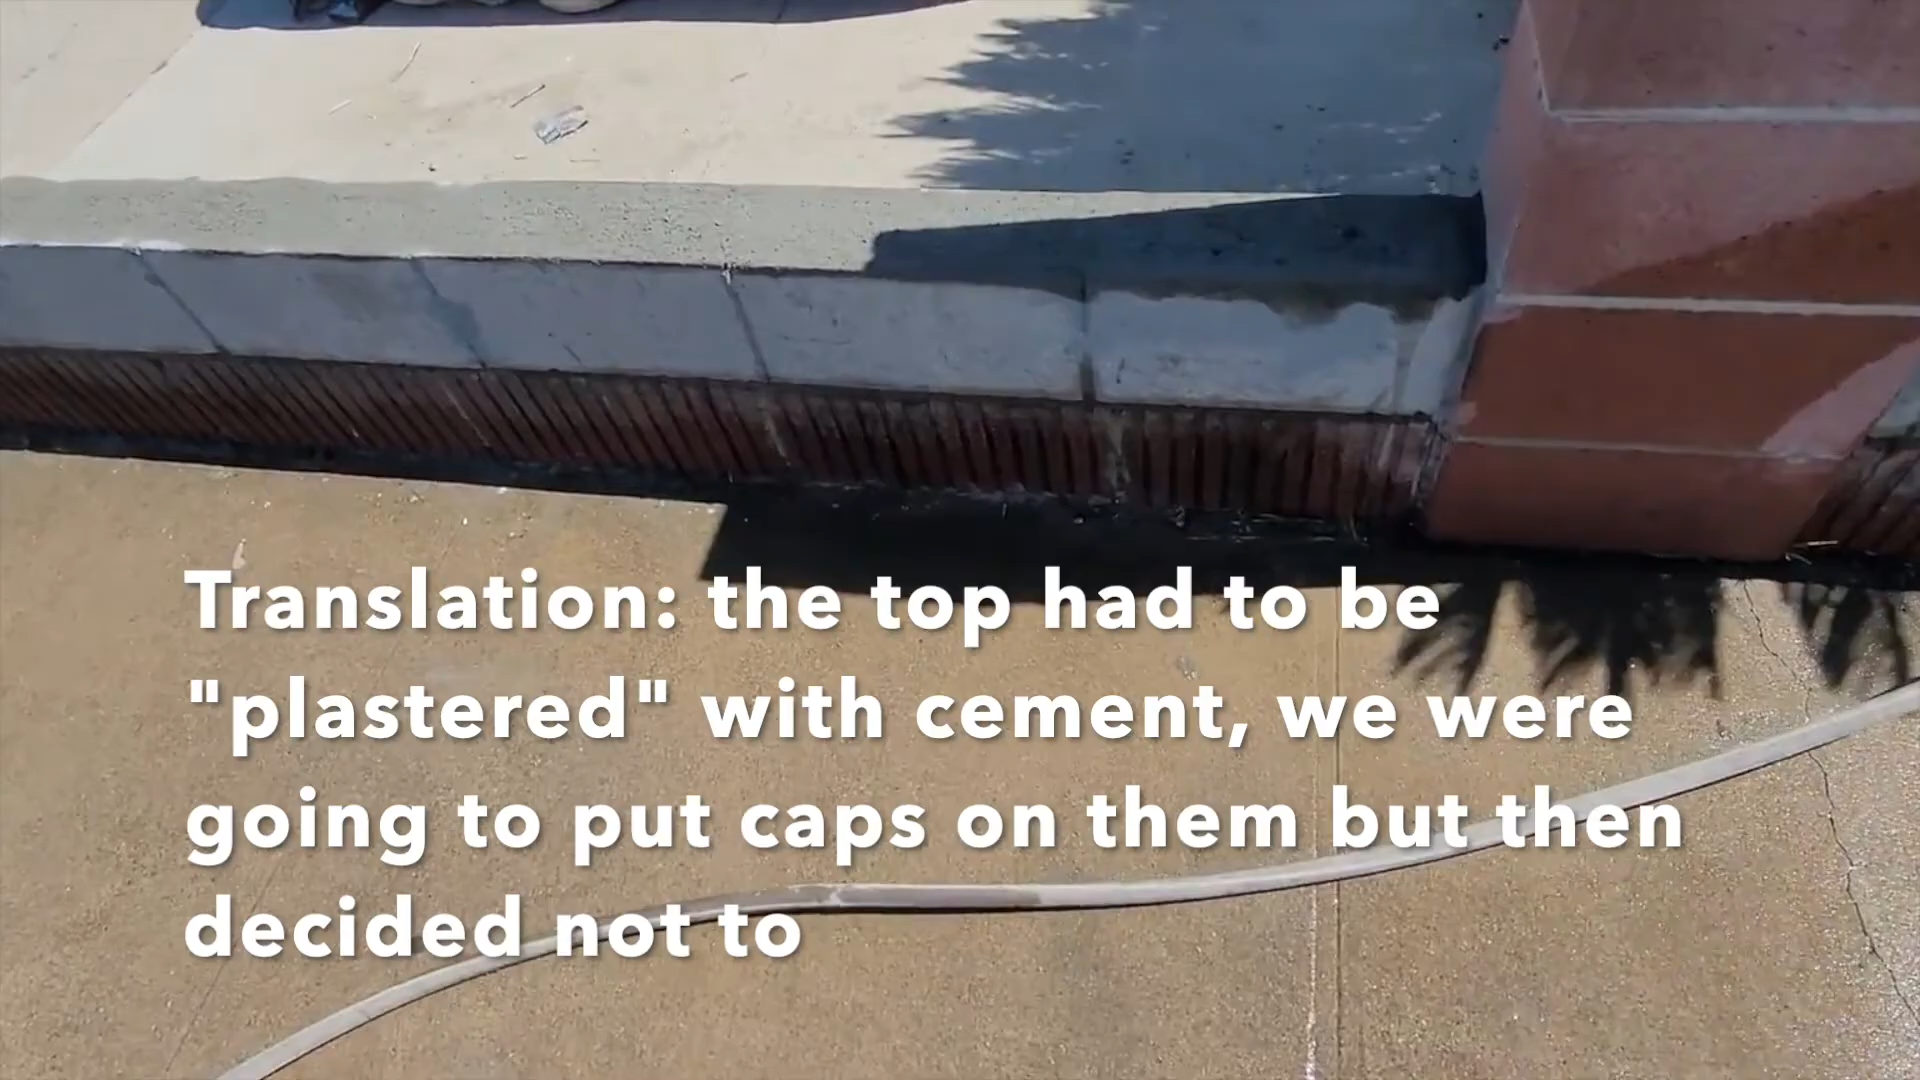 Translation: the top had to be
"plastered" with cement, we were
going to put caps on them but then
decided not to